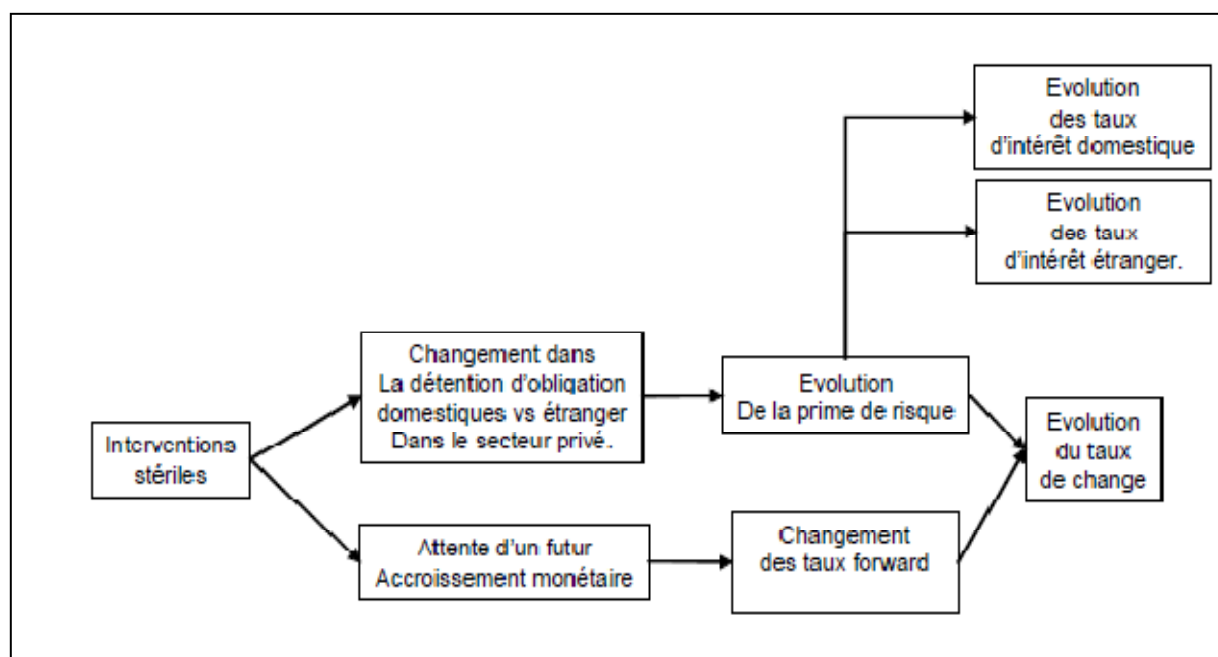 Evolution
des taux
d'intérêt domestique
Evolution
des taux
d'intérêt étranger.
Changement dans
La détention d'obligation
domestiques vs étranger
Dans le secteur privé.
Evolution
De la prime de risque
Evolution
du taux
de change
Interventions
stériles
Attente d'un futur
Accroissement monétaire
Changement
des taux forward